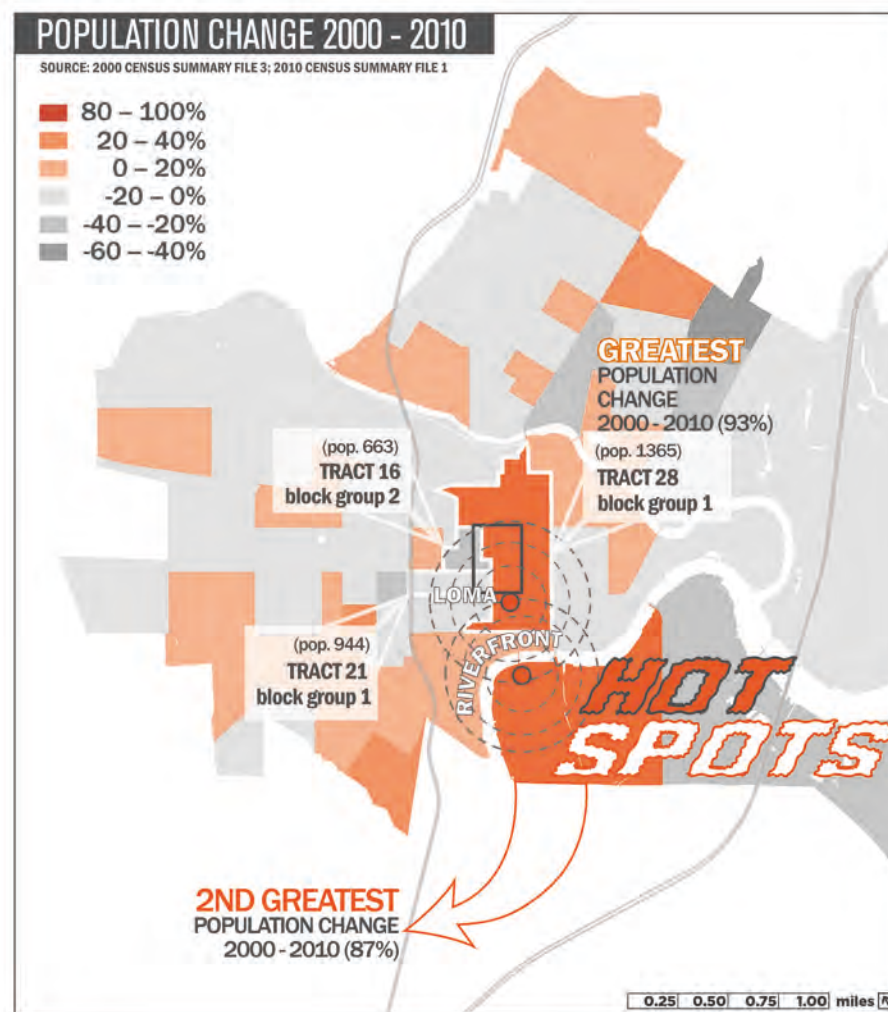 POPULATION CHANGE 2000 - 2010
SOURCE: 2000 CENSUS SUMMARY FILE 3; 2010 CENSUS SUMMARY FILE 1
80 – 100%
20 – 40%
0 – 20%
-20 – 0%
-40 – -20%
-60 – -40%
GREATEST
POPULATION
CHANGE
2000 - 2010 (93%)
(pop. 663)
TRACT 16
block group 2
(pop. 1365)
TRACT 28
block group 1
LOMA
(pop. 944)
TRACT 21
block group 1
RIVERFRONT
HOT
SPOTS
2ND GREATEST
POPULATION CHANGE
2000 - 2010 (87%)
0.25 0.50 0.75 1.00 miles